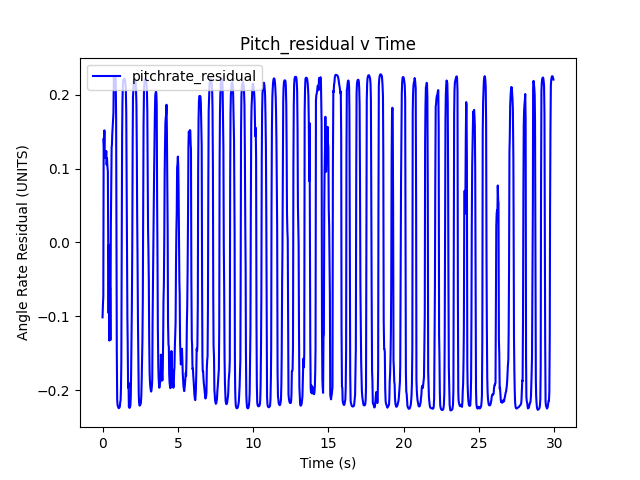 Pitch_residual v Time
pitchrate_residual
Angle Rate Residual (UNITS)
0.2
0.1
0.0
−0.1
−0.2
0 5 10 15 20 25 30
Time (s)